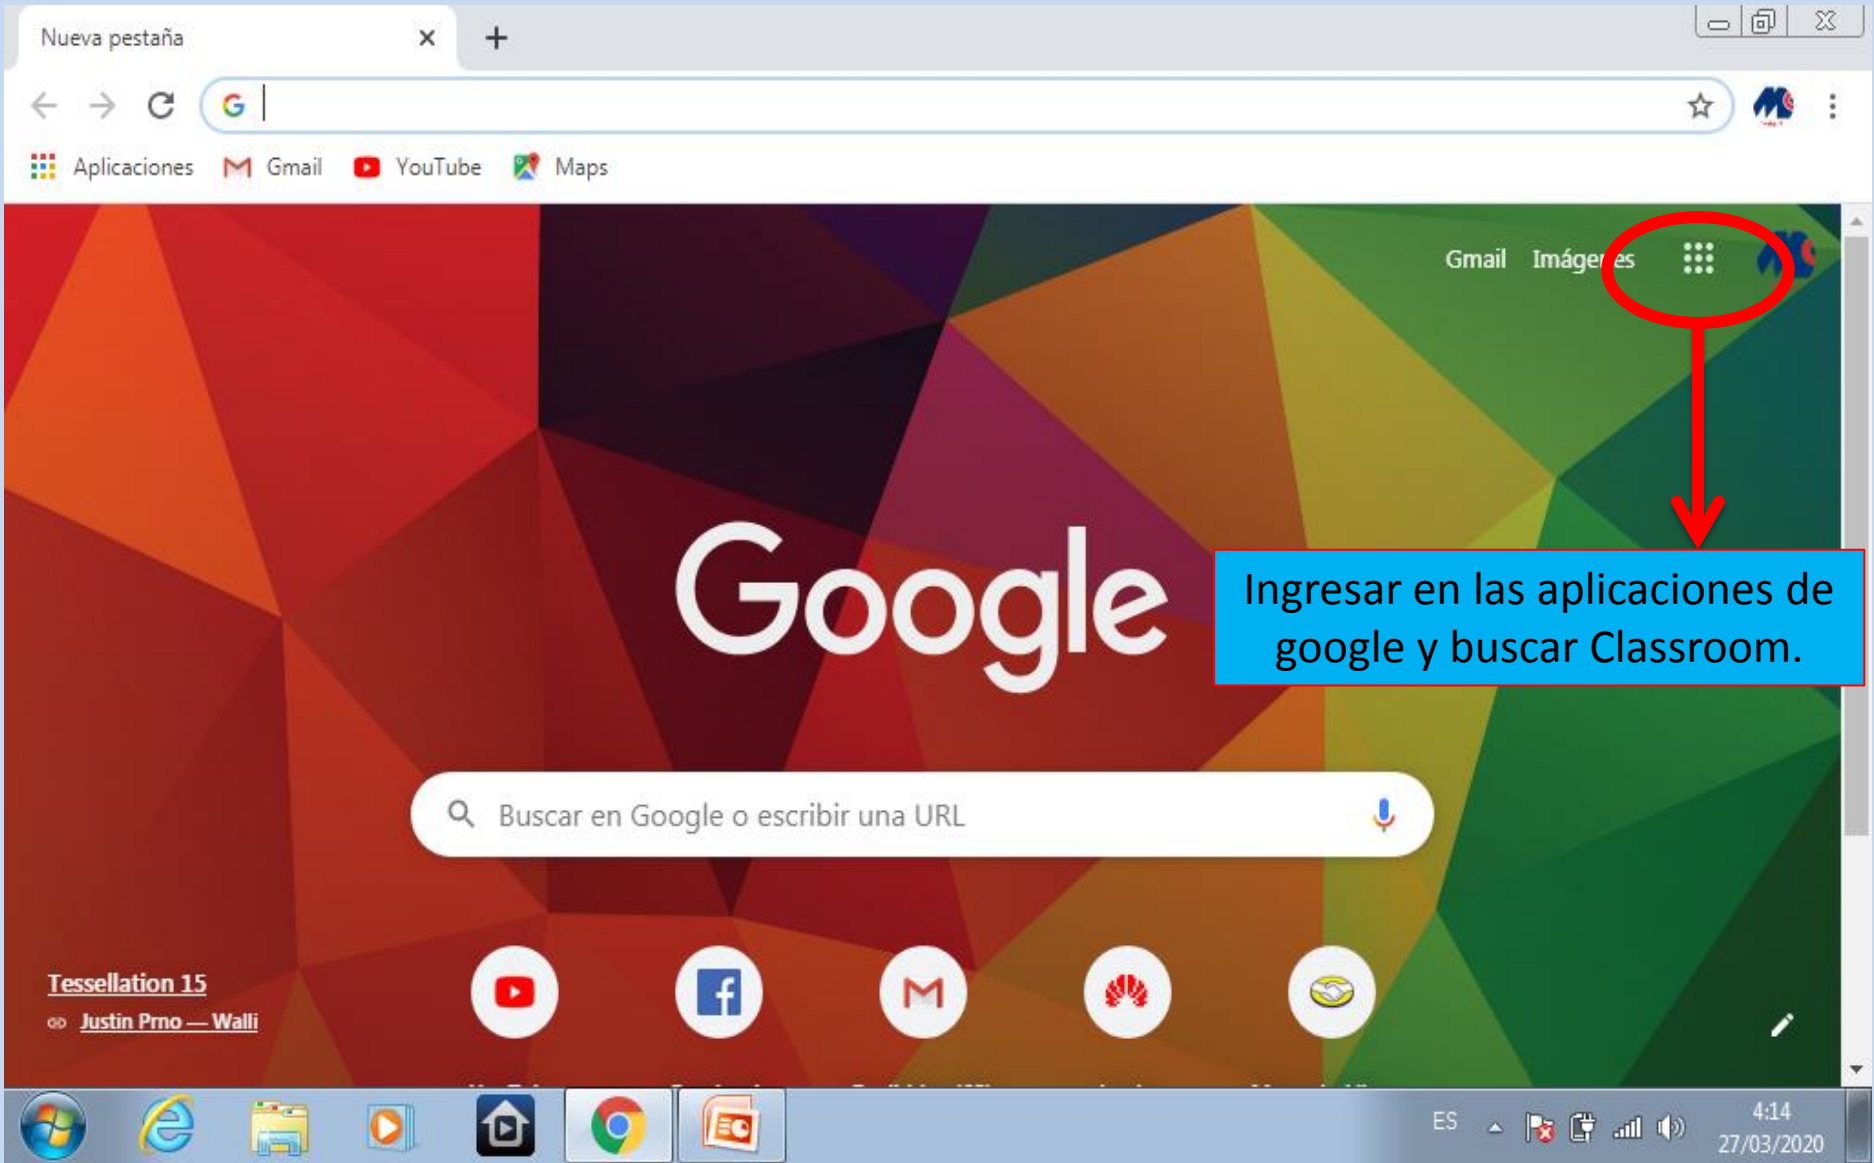 Nueva pestaña
Aplicaciones Gmail YouTube Maps
Gmail Imágenes
Google
Ingresar en las aplicaciones de
google y buscar Classroom.
Buscar en Google o escribir una URL
Tessellation 15
Justin Prno — Walli
ES
4:14
27/03/2020